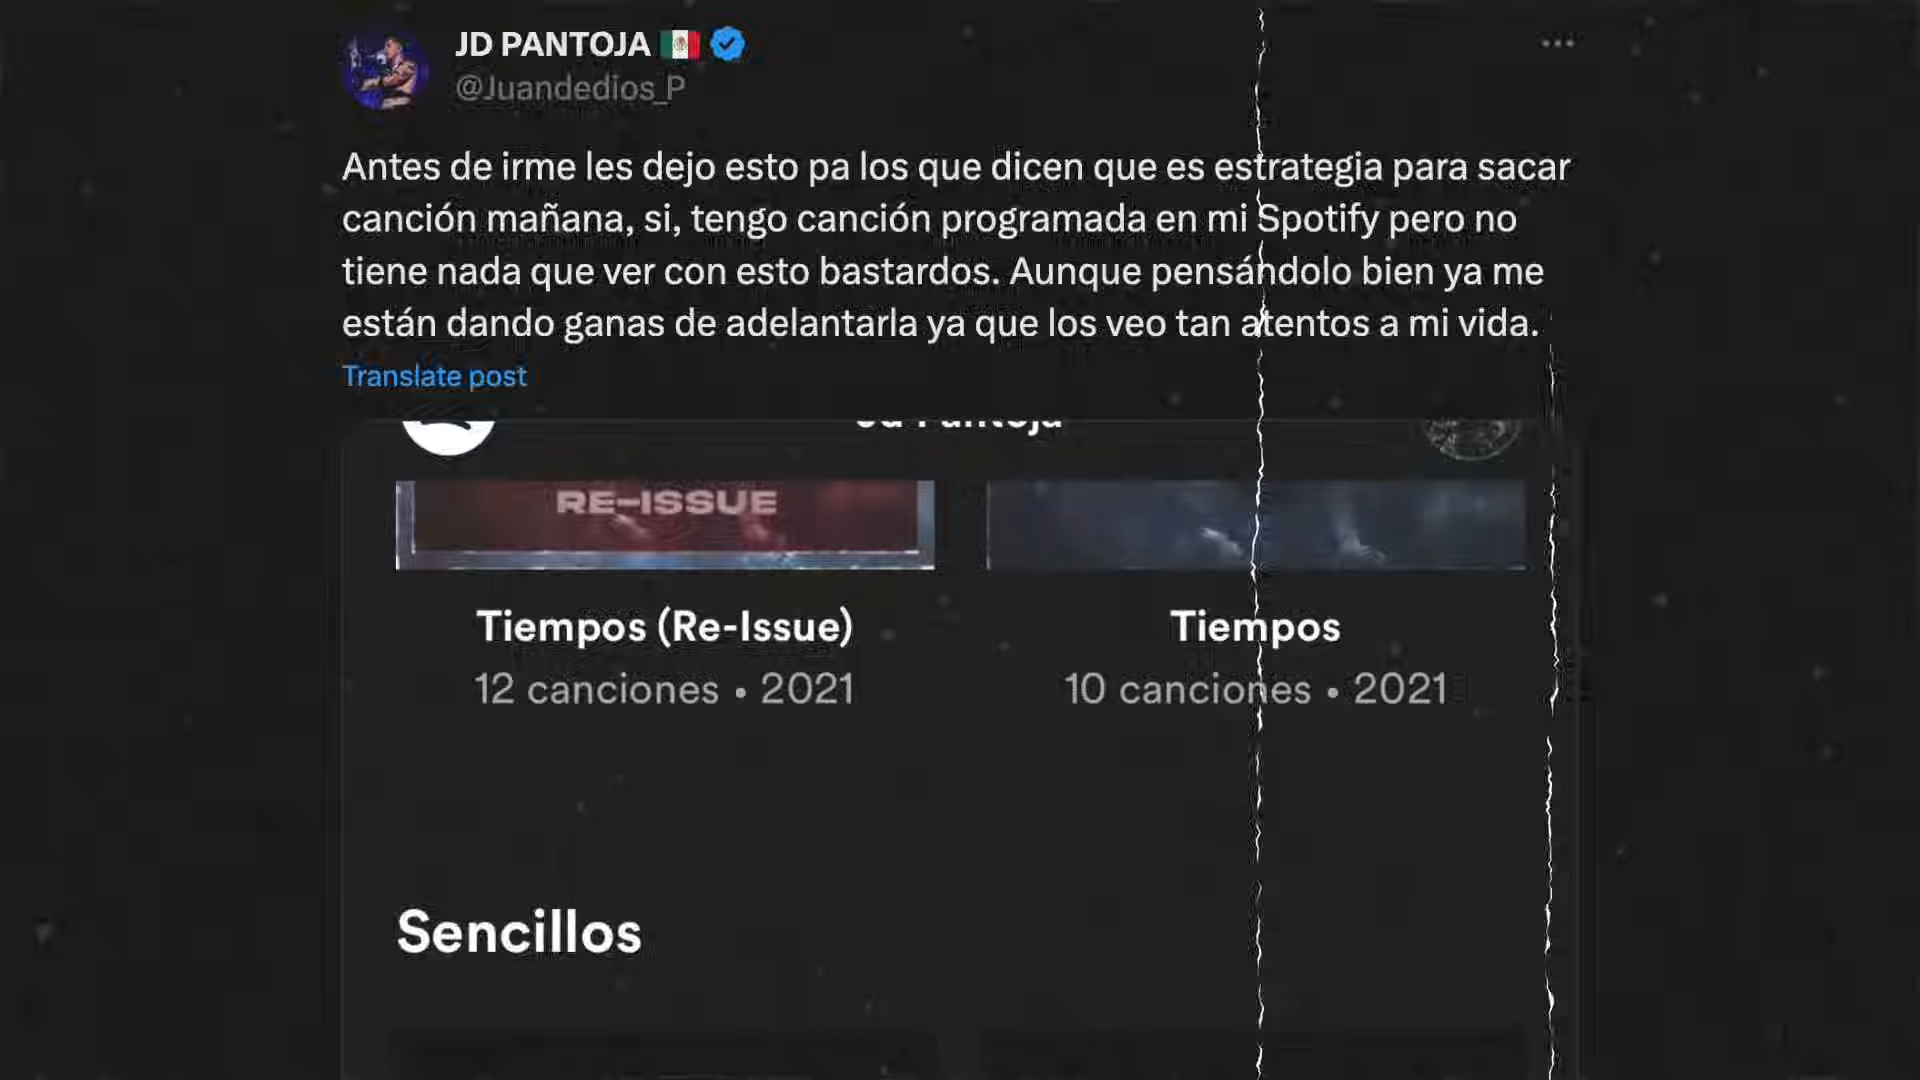 JD PANTOJA 🇲🇽
@Juandedios_P
Antes de irme les dejo esto pa los que dicen que es estrategia para sacar
canción mañana, si, tengo canción programada en mi Spotify pero no
tiene nada que ver con esto bastardos. Aunque pensándolo bien ya me
están dando ganas de adelantarla ya que los veo tan atentos a mi vida.
Translate post
Jd Pantoja
RE-ISSUE
Tiempos (Re-Issue)
Tiempos
12 canciones • 2021
10 canciones • 2021
Sencillos